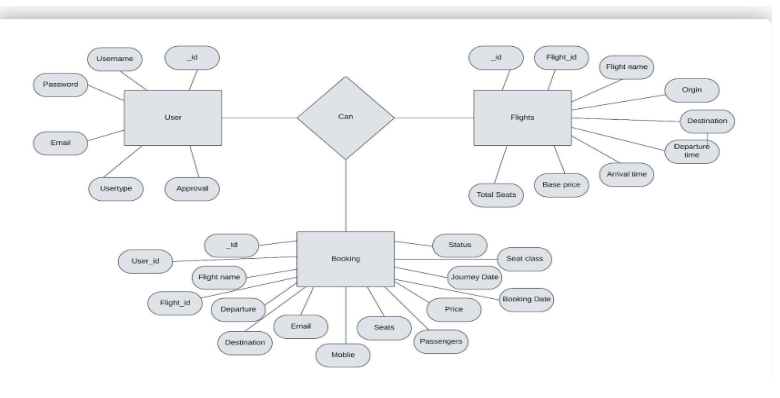 Username
_id
Password
User
Email
Usertype
Approval
Can
_id
Flight_id
Flight name
Orgin
Destination
Departure
time
Arrival time
Base price
Total Seats
Flights
Booking
_Id
User_id
Flight name
Flight_id
Departure
Destination
Email
Moblie
Seats
Passengers
Price
Booking Date
Journey Date
Seat class
Status